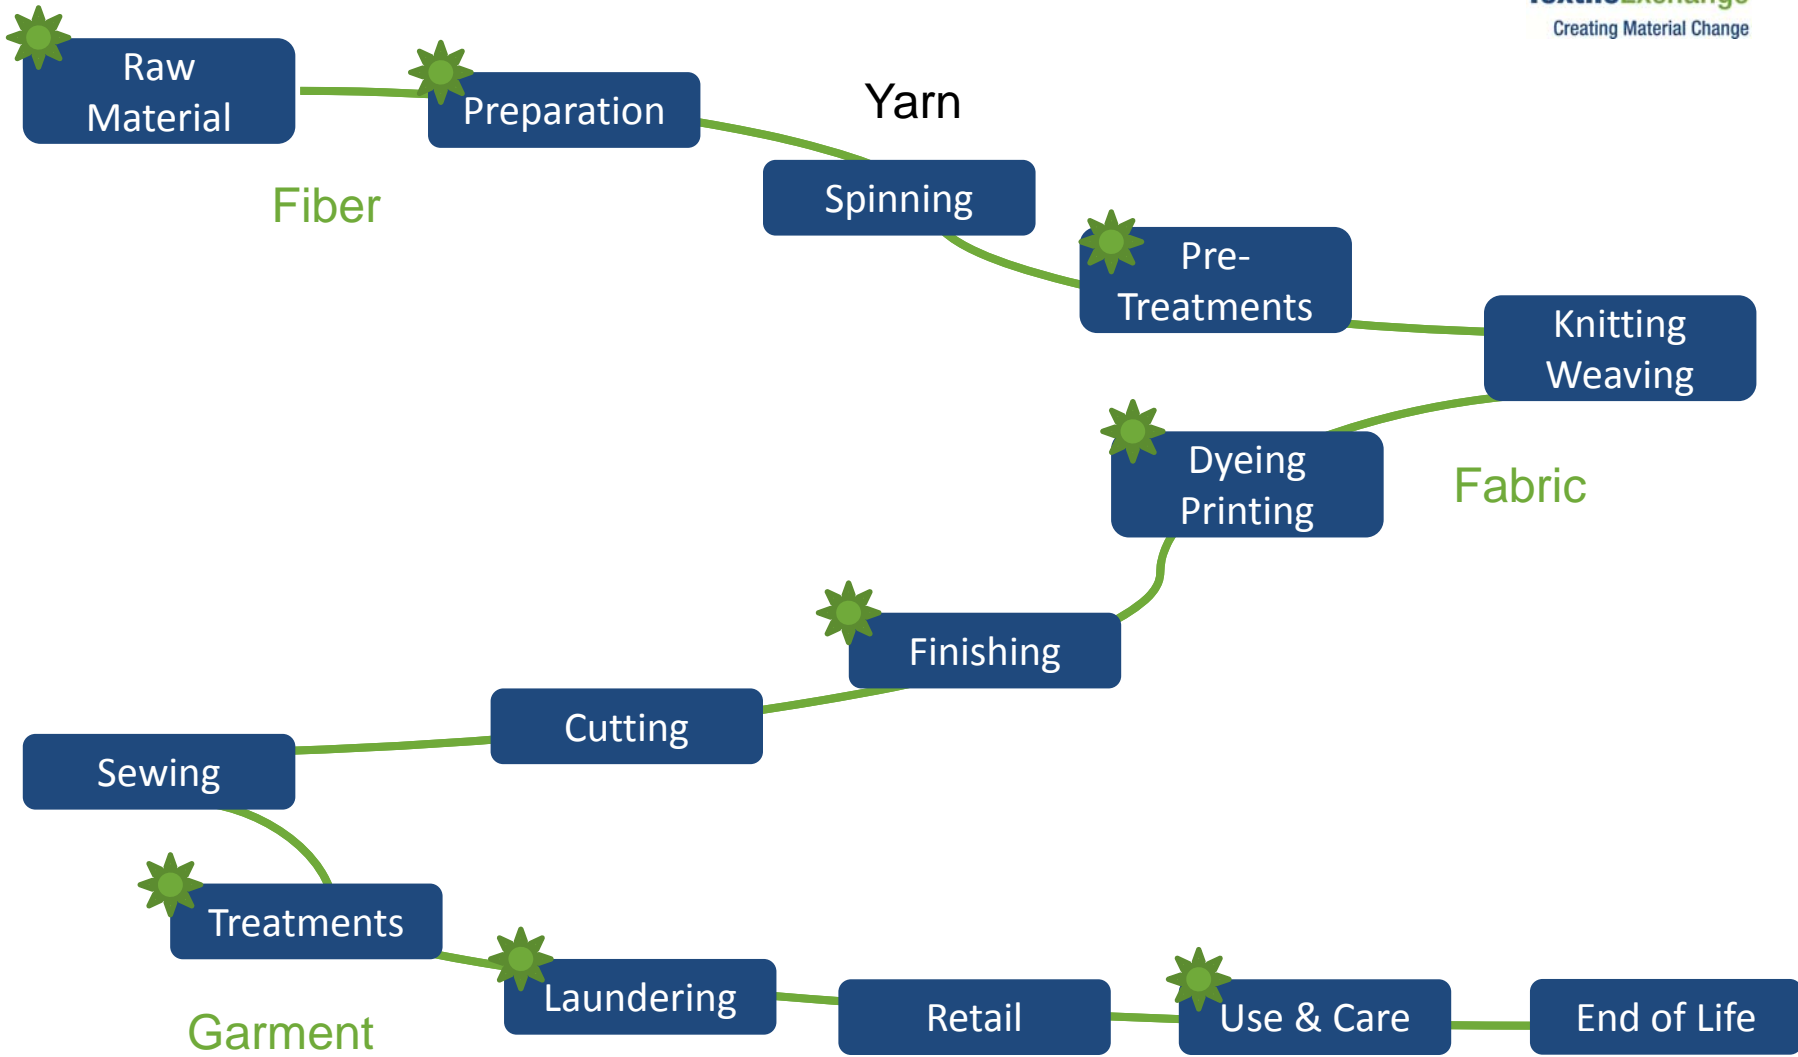 TextileExchange
Creating Material Change
Raw
Material
Preparation
Yarn
Spinning
Fiber
Pre-
Treatments
Knitting
Weaving
Dyeing
Printing
Fabric
Finishing
Cutting
Sewing
Treatments
Laundering
Retail
Use & Care
End of Life
Garment